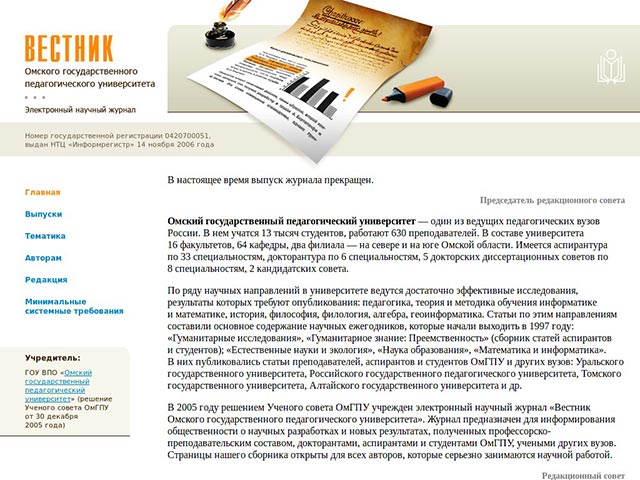 ВЕСТНИК
Омского государственного
педагогического университета
Электронный научный журнал
Номер государственной регистрации 0420700051,
выдан НТЦ «Информрегистр» 14 ноября 2006 года
Главная
Выпуски
Тематика
Авторам
Редакция
Минимальные
системные требования
Учредитель:
ГОУ ВПО «Омский
государственный
педагогический
университет» (решение
Ученого совета ОмГПУ
от 30 декабря
2005 года)
В настоящее время выпуск журнала прекращен.
Председатель редакционного совета
Омский государственный педагогический университет — один из ведущих педагогических вузов
России. В нем учатся 13 тысяч студентов, работают 630 преподавателей. В составе университета
16 факультетов, 64 кафедры, два филиала — на севере и на юге Омской области. Имеется аспирантура
по 33 специальностям, докторантура по 6 специальностям, 5 докторских диссертационных советов по
8 специальностям, 2 кандидатских совета.
По ряду научных направлений в университете ведутся достаточно эффективные исследования,
результаты которых требуют опубликования: педагогика, теория и методика обучения информатике
и математике, история, философия, филология, алгебра, геоинформатика. Статьи по этим направлениям
составили основное содержание научных ежегодников, которые начали выходить в 1997 году:
«Гуманитарные исследования», «Гуманитарное знание: Преемственность» (сборник статей аспирантов
и студентов); «Естественные науки и экология», «Наука образования», «Математика и информатика».
В них публиковались статьи преподавателей, аспирантов и студентов ОмГПУ и других вузов: Уральского
государственного университета, Российского государственного университета, Томского
государственного университета, Алтайского государственного университета и др.
В 2005 году решением Ученого совета ОмГПУ учрежден электронный научный журнал «Вестник
Омского государственного педагогического университета». Журнал предназначен для информирования
общественности о научных разработках и новых результатах, полученных профессорско-
преподавательским составом, докторантами, аспирантами и студентами ОмГПУ, учеными других вузов.
Страницы нашего сборника открыты для всех авторов, которые серьезно занимаются научной работой.
Редакционный совет